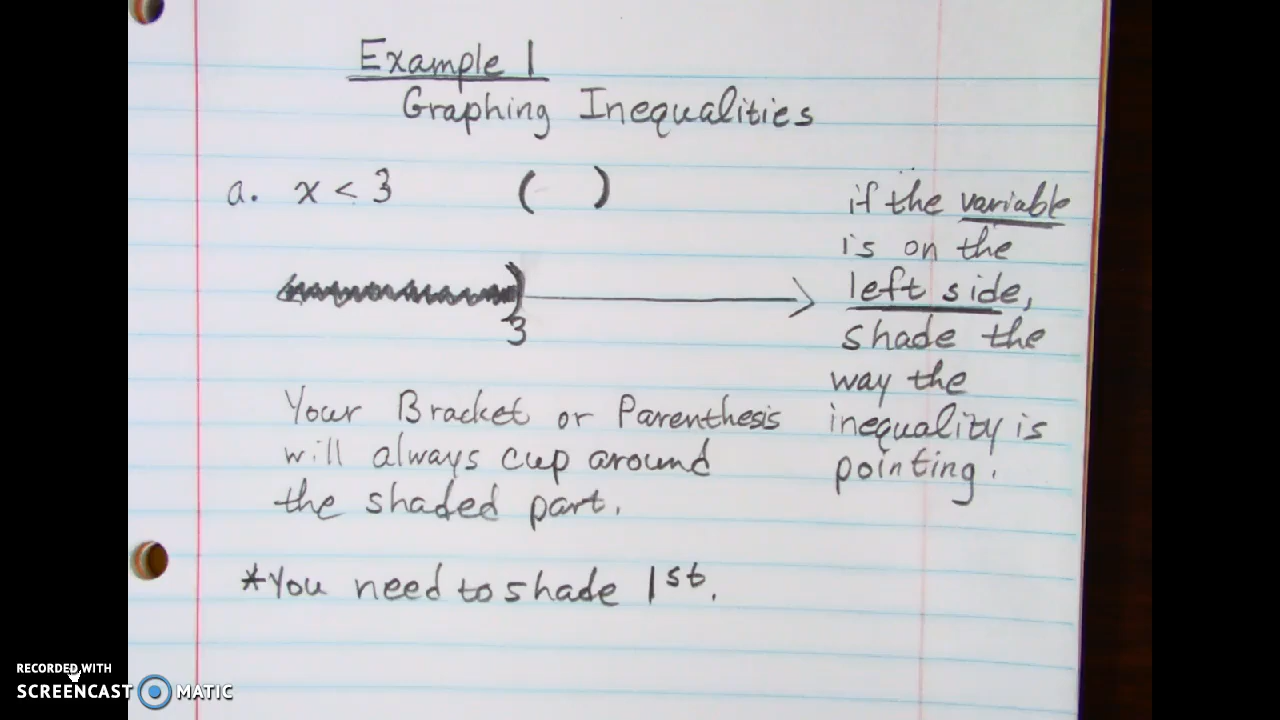 Example 1
Graphing Inequalities
a. x < 3 ( )
)
3
if the variable
is on the
left side,
shade the
way the
inequality is
pointing.
Your Bracket or Parenthesis
will always cup around
the shaded part.
*You need to shade 1st.
RECORDED WITH
SCREENCAST MATIC